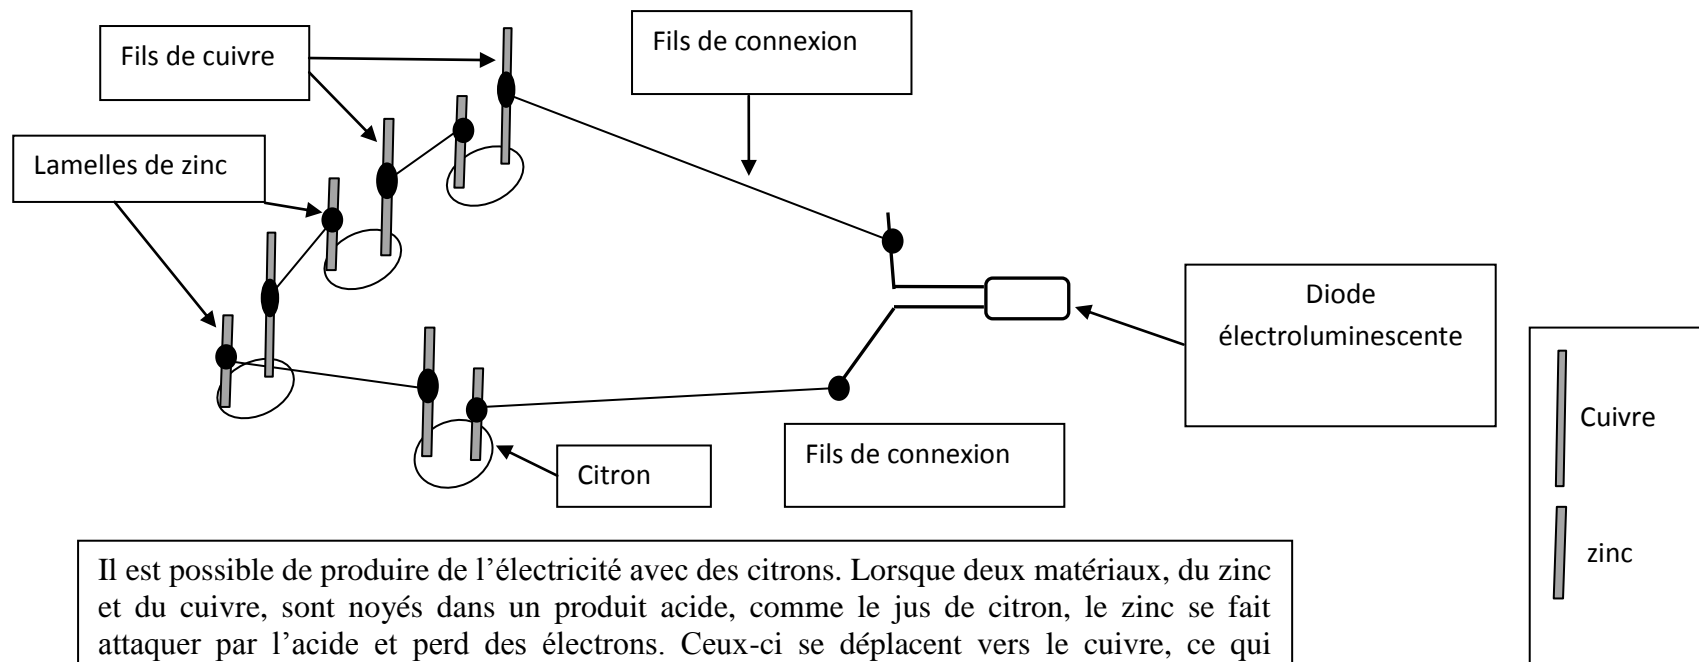 Fils de cuivre
Fils de connexion
Lamelles de zinc
Diode
électroluminescente
Cuivre
zinc
Citron
Fils de connexion
Il est possible de produire de l’électricité avec des citrons. Lorsque deux matériaux, du zinc
et du cuivre, sont noyés dans un produit acide, comme le jus de citron, le zinc se fait
attaquer par l’acide et perd des électrons. Ceux-ci se déplacent vers le cuivre, ce qui